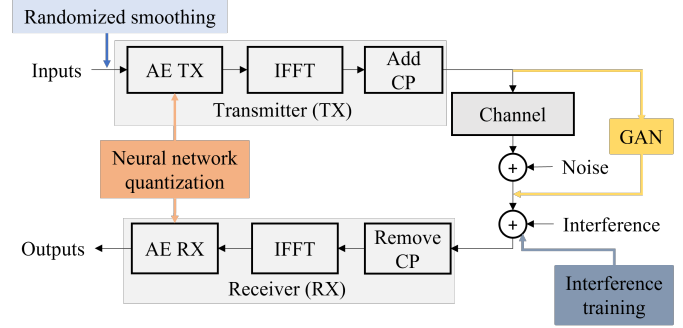 Randomized smoothing
Inputs
AE TX
IFFT
Add
CP
Transmitter (TX)
Channel
GAN
Neural network
quantization
+
Noise
+
Interference
Outputs
AE RX
IFFT
Remove
CP
Receiver (RX)
Interference
training